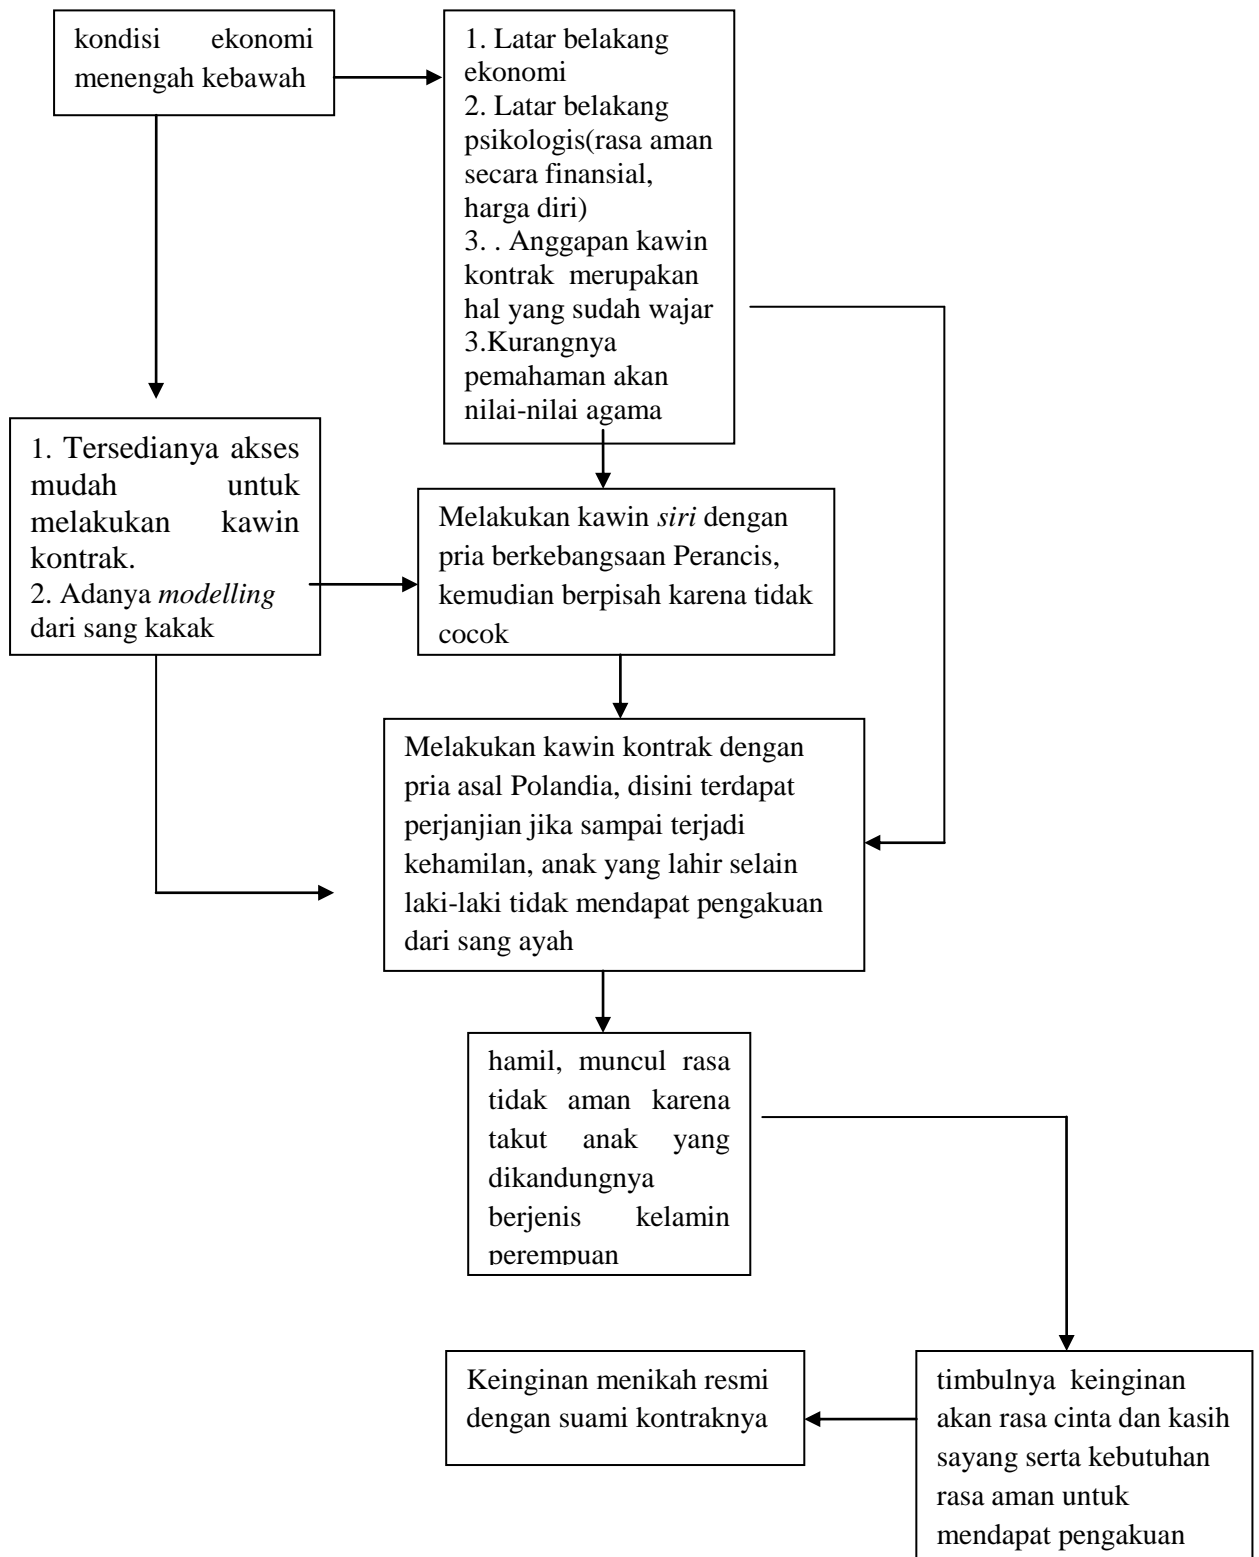 kondisi ekonomi
menengah kebawah
1. Latar belakang
ekonomi
2. Latar belakang
psikologis(rasa aman
secara finansial,
harga diri)
3. . Anggapan kawin
kontrak merupakan
hal yang sudah wajar
3.Kurangnya
pemahaman akan
nilai-nilai agama
1. Tersedianya akses
mudah untuk
melakukan kawin
kontrak.
2. Adanya modelling
dari sang kakak
Melakukan kawin siri dengan
pria berkebangsaan Perancis,
kemudian berpisah karena tidak
cocok
Melakukan kawin kontrak dengan
pria asal Polandia, disini terdapat
perjanjian jika sampai terjadi
kehamilan, anak yang lahir selain
laki-laki tidak mendapat pengakuan
dari sang ayah
hamil, muncul rasa
tidak aman karena
takut anak yang
dikandungnya
berjenis kelamin
perempuan
Keinginan menikah resmi
dengan suami kontraknya
timbulnya keinginan
akan rasa cinta dan kasih
sayang serta kebutuhan
rasa aman untuk
mendapat pengakuan